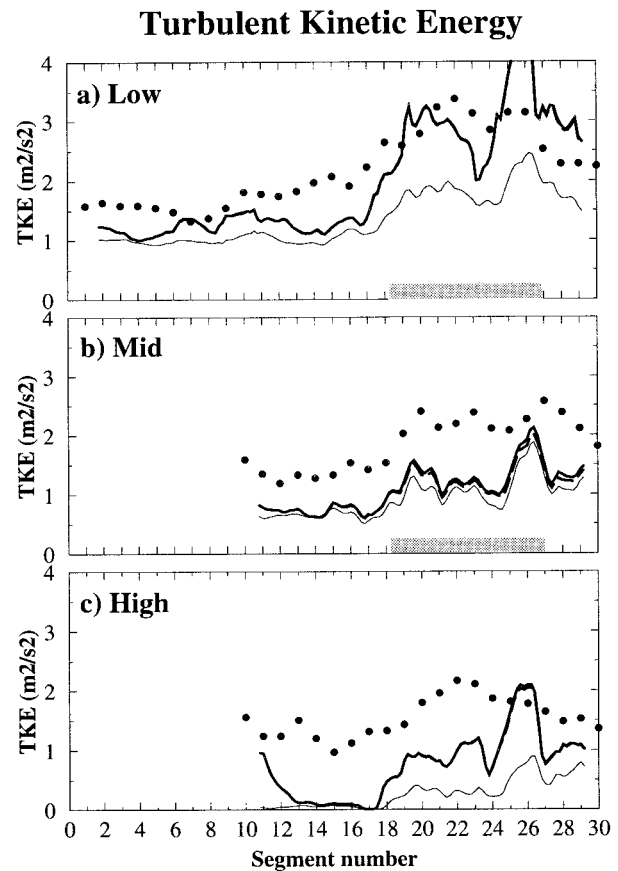 Turbulent Kinetic Energy
a) Low
TKE (m2/s2)
4
3
2
1
0
b) Mid
TKE (m2/s2)
4
3
2
1
0
c) High
TKE (m2/s2)
4
3
2
1
0
0 2 4 6 8 10 12 14 16 18 20 22 24 26 28 30
Segment number